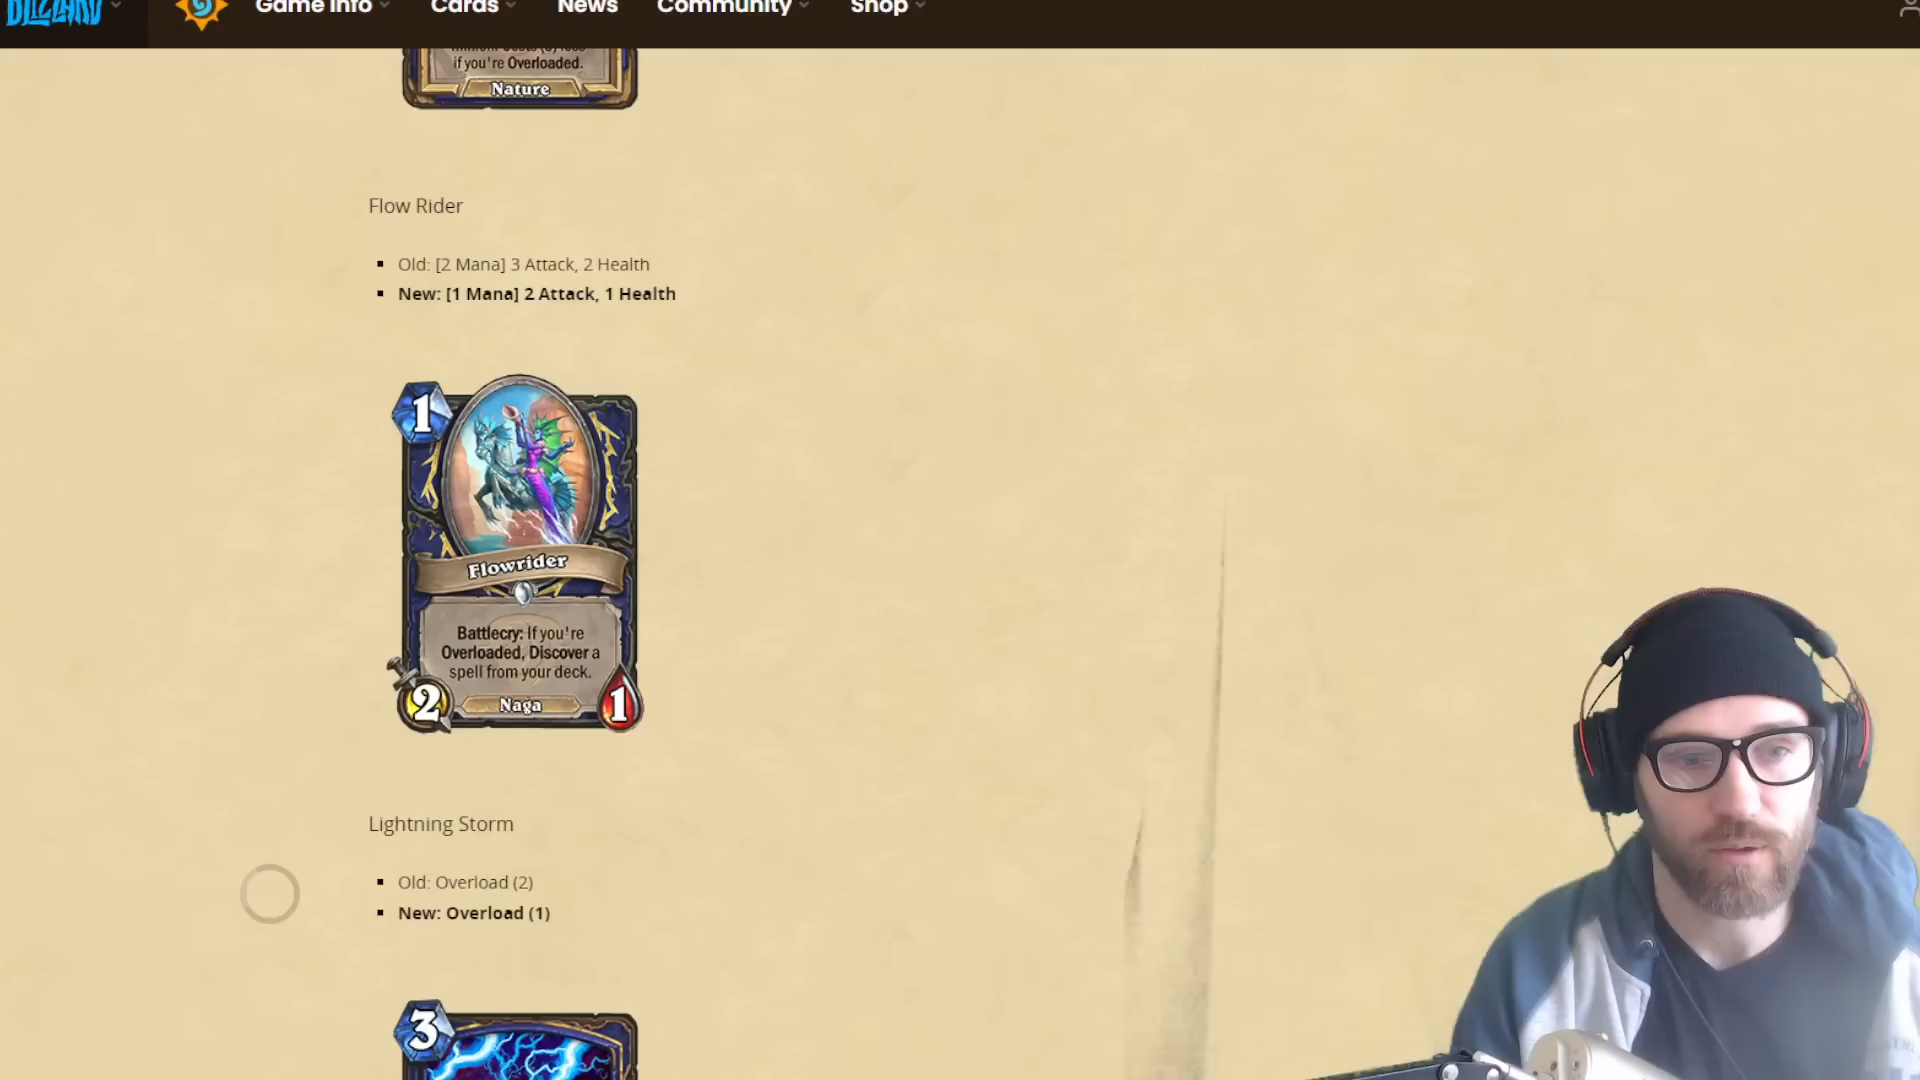 BLIZZARD
Game Info
Cards
News
Community
Shop
if you're Overloaded.
Nature
Flow Rider
Old: [2 Mana] 3 Attack, 2 Health
New: [1 Mana] 2 Attack, 1 Health
1
Flowrider
Battlecry: If you're
Overloaded, Discover a
spell from your deck.
2
Naga
1
Lightning Storm
Old: Overload (2)
New: Overload (1)
3